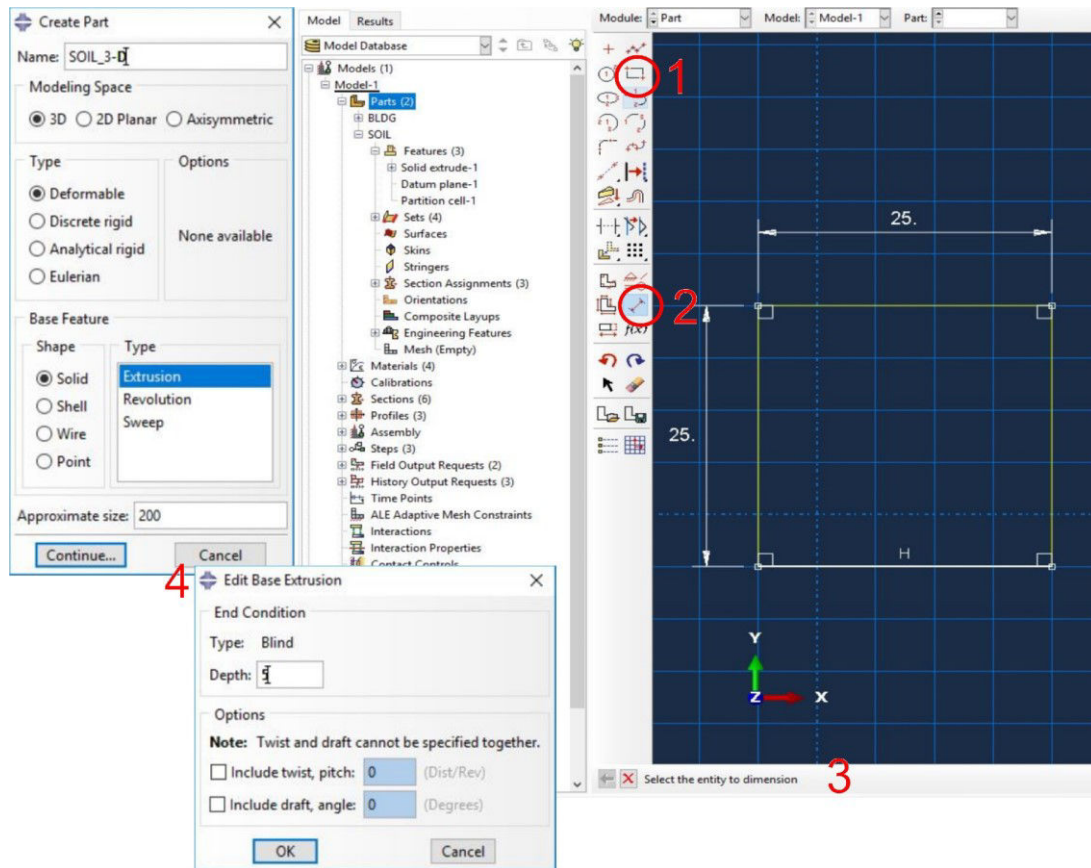 Create Part
Name: SOIL_3-D
Modeling Space
3D 2D Planar Axisymmetric
Type
Deformable
Discrete rigid
Analytical rigid
Eulerian
Options
None available
Base Feature
Shape
Solid
Shell
Wire
Point
Type
Extrusion
Revolution
Sweep
Approximate size: 200
Continue... Cancel
Model Results
Model Database
Models (1)
Model-1
Parts (2)
BLDG
SOIL
Features (3)
Solid extrude-1
Datum plane-1
Partition cell-1
Sets (4)
Surfaces
Skins
Stringers
Section Assignments (3)
Orientations
Composite Layups
Engineering Features
Mesh (Empty)
Materials (4)
Calibrations
Sections (6)
Profiles (3)
Assembly
Steps (3)
Field Output Requests (2)
History Output Requests (3)
Time Points
ALE Adaptive Mesh Constraints
Interactions
Interaction Properties
Contact Controls
Module: Part Model: Model-1 Part:
1
2
f(x)
25.
25.
H
Y
Z X
Select the entity to dimension 3
4
Edit Base Extrusion
End Condition
Type: Blind
Depth: 5
Options
Note: Twist and draft cannot be specified together.
Include twist, pitch: 0 (Dist/Rev)
Include draft, angle: 0 (Degrees)
OK Cancel